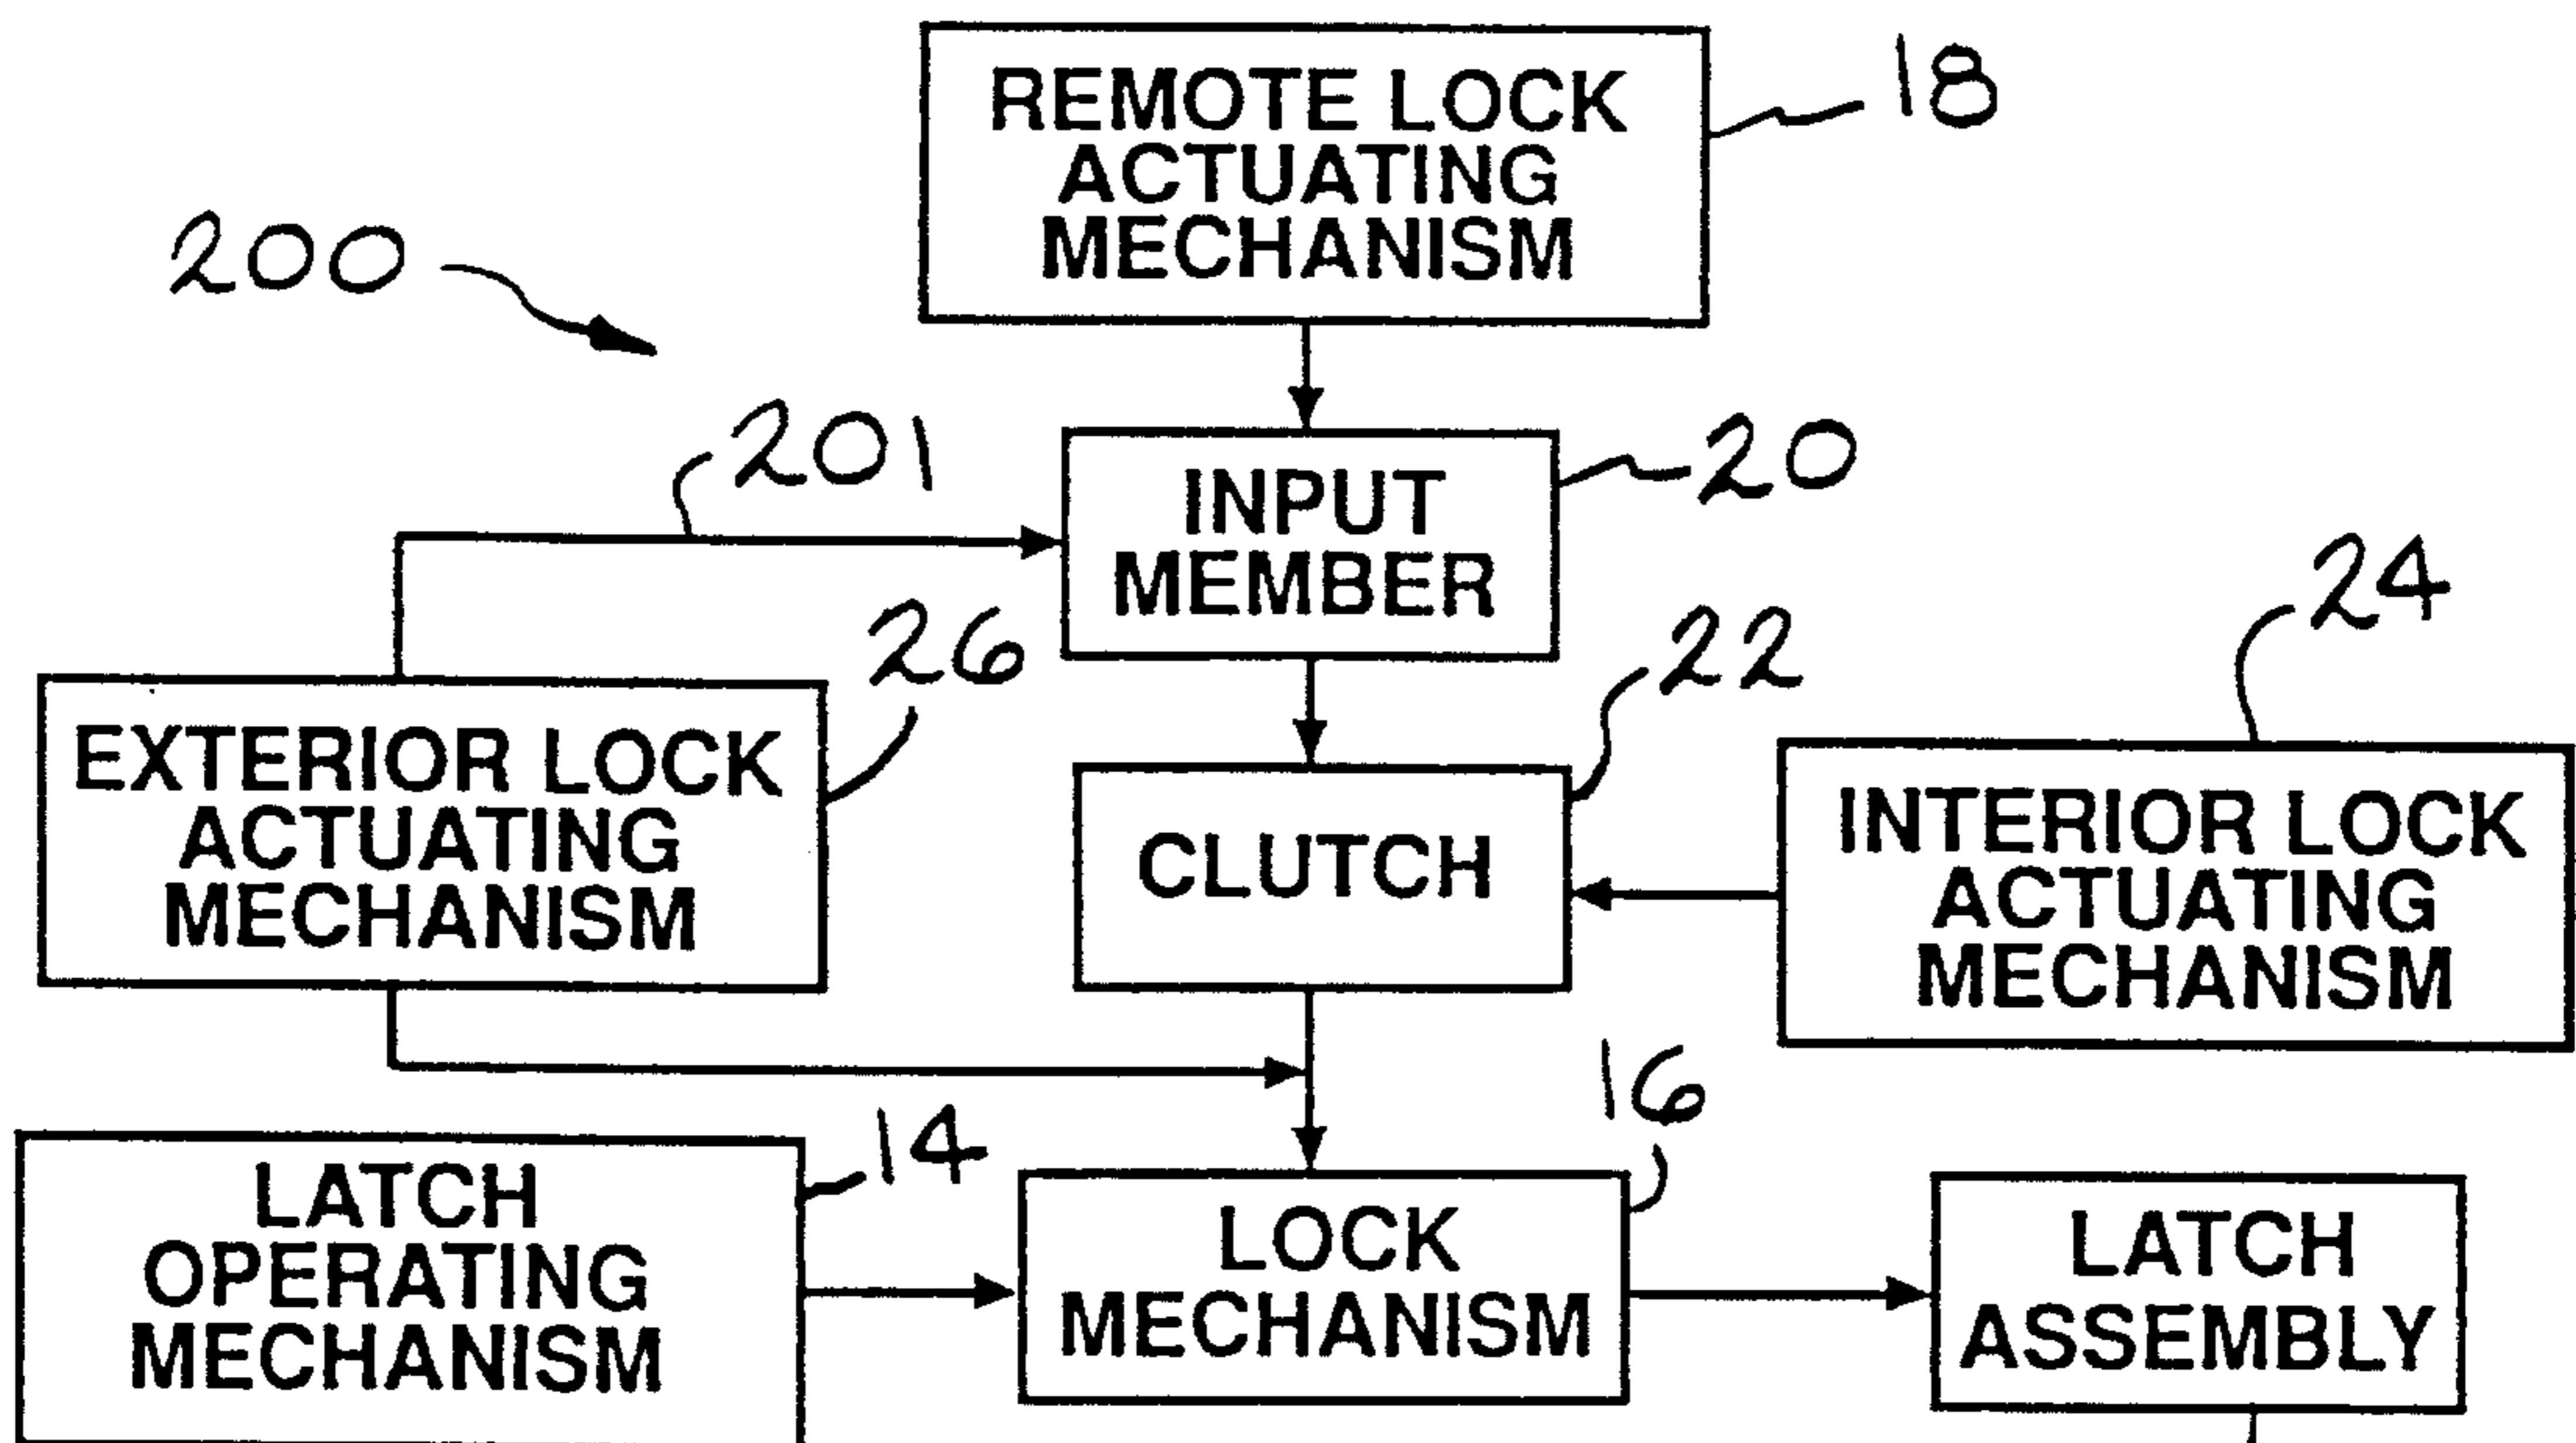 REMOTE LOCK
ACTUATING
MECHANISM
18
200
201
INPUT
MEMBER
20
24
26
22
EXTERIOR LOCK
ACTUATING
MECHANISM
CLUTCH
INTERIOR LOCK
ACTUATING
MECHANISM
16
14
LATCH
OPERATING
MECHANISM
LOCK
MECHANISM
LATCH
ASSEMBLY